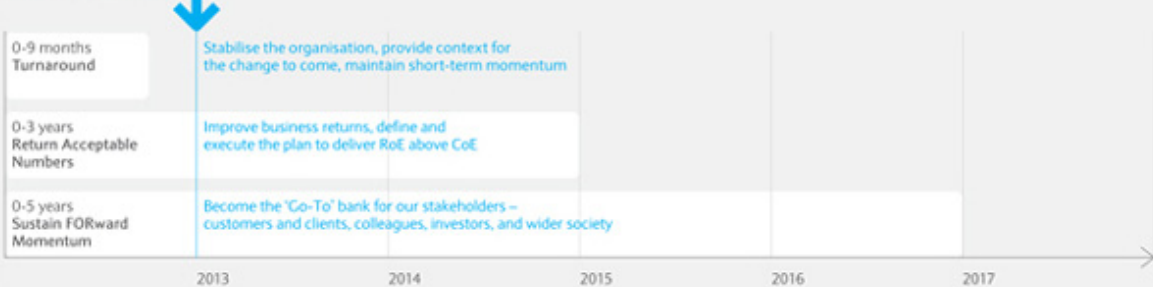 0-9 months
Turnaround
Stabilise the organisation, provide context for
the change to come, maintain short-term momentum
0-3 years
Return Acceptable
Numbers
Improve business returns, define and
execute the plan to deliver RoE above CoE
0-5 years
Sustain FORward
Momentum
Become the ‘Go-To’ bank for our stakeholders –
customers and clients, colleagues, investors, and wider society
2013 2014 2015 2016 2017